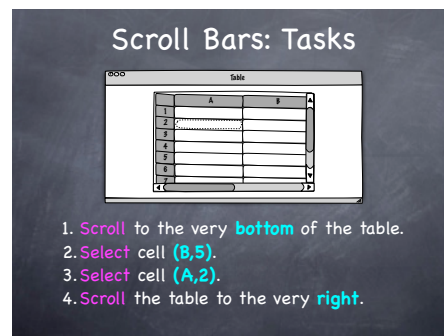 Scroll Bars: Tasks
Table
A B
1
2
3
4
5
6
7
1. Scroll to the very bottom of the table.
2. Select cell (B,5).
3. Select cell (A,2).
4. Scroll the table to the very right.